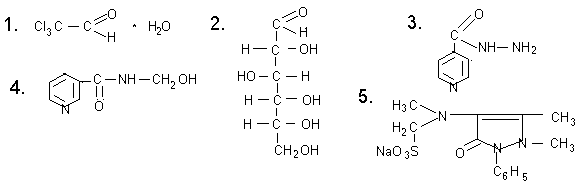 1. Cl3C C O H * H2O
2. C O H
H OH
HO H
H OH
H OH
CH2OH
3. O C NH NH2 N
4. C O NH CH2OH N
5. H3C N CH3
H2C
NaO3S O N N CH3
C6H5